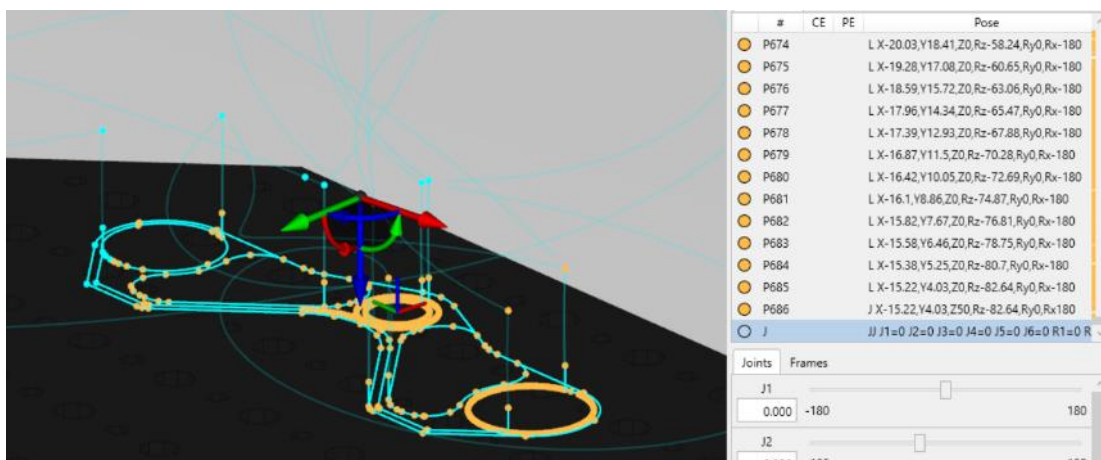 # CE PE Pose
P674 L X-20.03,Y18.41,Z0,Rz-58.24,Ry0,Rx-180
P675 L X-19.28,Y17.08,Z0,Rz-60.65,Ry0,Rx-180
P676 L X-18.59,Y15.72,Z0,Rz-63.06,Ry0,Rx-180
P677 L X-17.96,Y14.34,Z0,Rz-65.47,Ry0,Rx-180
P678 L X-17.39,Y12.93,Z0,Rz-67.88,Ry0,Rx-180
P679 L X-16.87,Y11.5,Z0,Rz-70.28,Ry0,Rx-180
P680 L X-16.42,Y10.05,Z0,Rz-72.69,Ry0,Rx-180
P681 L X-16.1,Y8.86,Z0,Rz-74.87,Ry0,Rx-180
P682 L X-15.82,Y7.67,Z0,Rz-76.81,Ry0,Rx-180
P683 L X-15.58,Y6.46,Z0,Rz-78.75,Ry0,Rx-180
P684 L X-15.38,Y5.25,Z0,Rz-80.7,Ry0,Rx-180
P685 L X-15.22,Y4.03,Z0,Rz-82.64,Ry0,Rx-180
P686 J X-15.22,Y4.03,Z50,Rz-82.64,Ry0,Rx180
J JJ J1=0 J2=0 J3=0 J4=0 J5=0 J6=0 R1=0 R
Joints Frames
J1
0.000 -180 180
J2